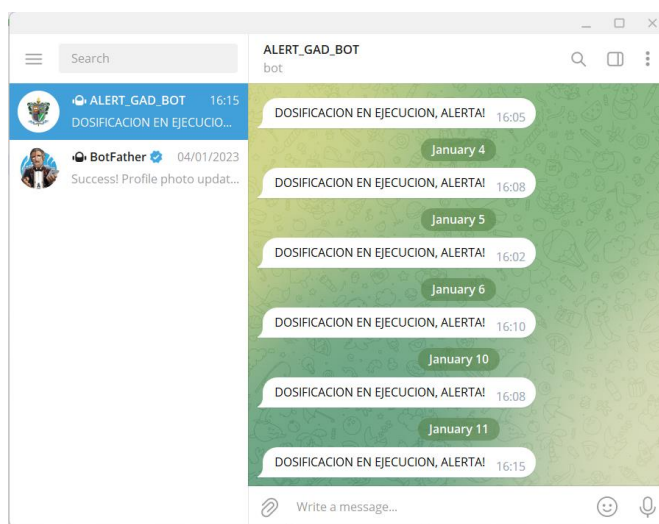 Search
ALERT_GAD_BOT 16:15
DOSIFICACION EN EJECUCIO...
BotFather 04/01/2023
Success! Profile photo updat...
ALERT_GAD_BOT
bot
DOSIFICACION EN EJECUCION, ALERTA! 16:05
January 4
DOSIFICACION EN EJECUCION, ALERTA! 16:08
January 5
DOSIFICACION EN EJECUCION, ALERTA! 16:02
January 6
DOSIFICACION EN EJECUCION, ALERTA! 16:10
January 10
DOSIFICACION EN EJECUCION, ALERTA! 16:08
January 11
DOSIFICACION EN EJECUCION, ALERTA! 16:15
Write a message...